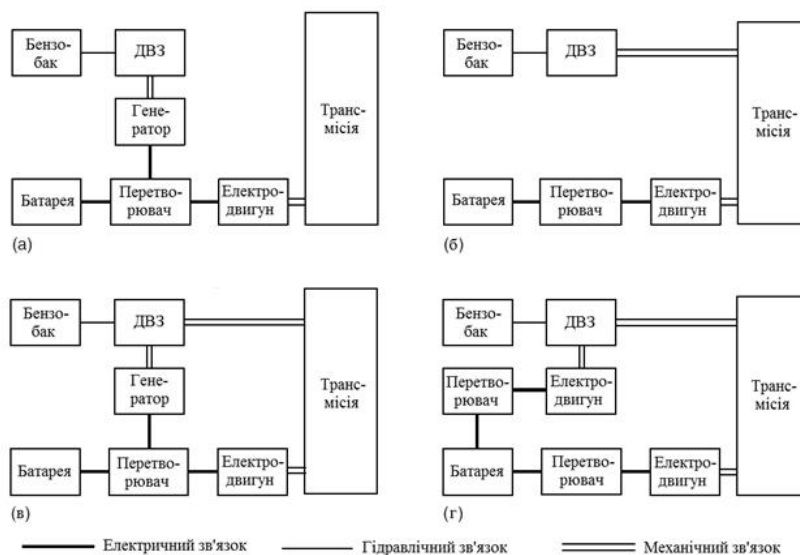 Бензо-
бак
ДВЗ
Гене-
ратор
Транс-
місія
Батарея
Перетво-
рювач
Електро-
двигун
(а)
Бензо-
бак
ДВЗ
Транс-
місія
Батарея
Перетво-
рювач
Електро-
двигун
(б)
Бензо-
бак
ДВЗ
Гене-
ратор
Транс-
місія
Батарея
Перетво-
рювач
Електро-
двигун
(в)
Бензо-
бак
ДВЗ
Перетво-
рювач
Електро-
двигун
Транс-
місія
Батарея
Перетво-
рювач
Електро-
двигун
(г)
Електричний зв'язок
Гідравлічний зв'язок
Механічний зв'язок